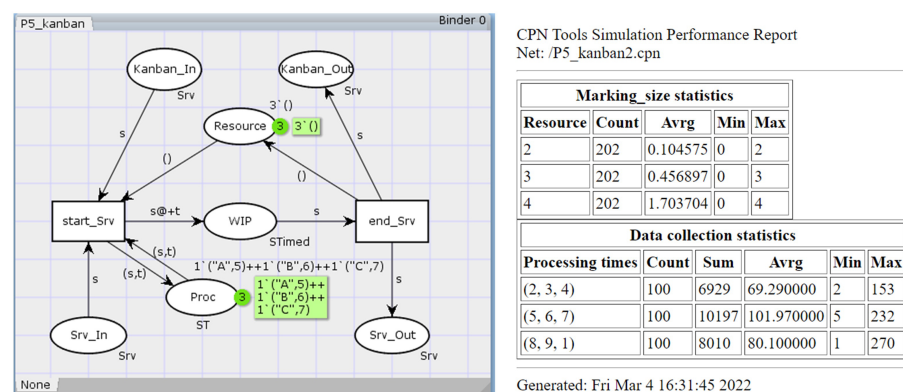 P5_kanban
Binder 0
Kanban_In
Srv
Kanban_Out
Srv
3`()
Resource
3
3`()
s
s
()
()
start_Srv
s@+t
WIP
STimed
s
end_Srv
(s,t)
(s,t)
1`("A",5)++1`("B",6)++1`("C",7)
Proc
ST
3
1`("A",5)++
1`("B",6)++
1`("C",7)
s
s
Srv_In
Srv
Srv_Out
Srv
None
CPN Tools Simulation Performance Report
Net: /P5_kanban2.cpn
Marking_size statistics
Resource Count Avrg Min Max
2 202 0.104575 0 2
3 202 0.456897 0 3
4 202 1.703704 0 4
Data collection statistics
Processing times Count Sum Avrg Min Max
(2, 3, 4) 100 6929 69.290000 2 153
(5, 6, 7) 100 10197 101.970000 5 232
(8, 9, 1) 100 8010 80.100000 1 270
Generated: Fri Mar 4 16:31:45 2022